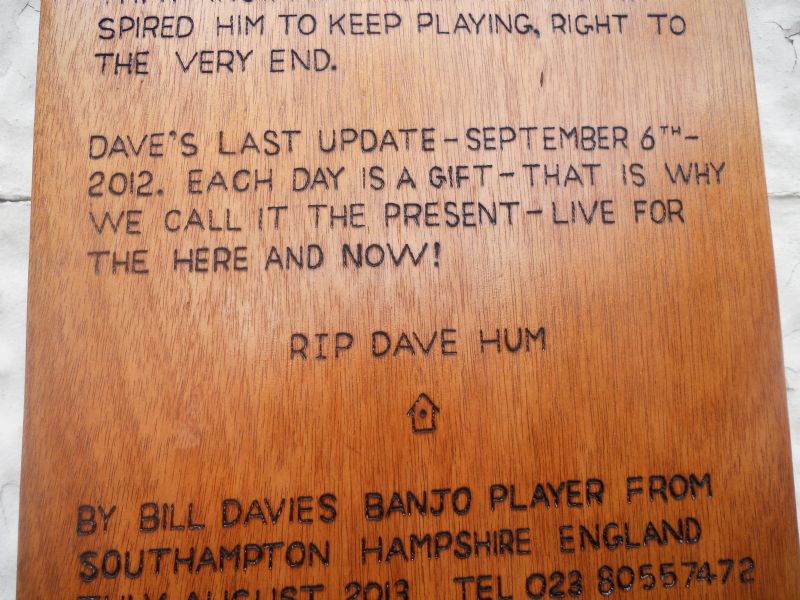 SPIRED HIM TO KEEP PLAYING, RIGHT TO
THE VERY END.
DAVE'S LAST UPDATE-SEPTEMBER 6TH-
2012. EACH DAY IS A GIFT-THAT IS WHY
WE CALL IT THE PRESENT-LIVE FOR
THE HERE AND NOW!
RIP DAVE HUM
BY BILL DAVIES BANJO PLAYER FROM
SOUTHAMPTON HAMPSHIRE ENGLAND
JULY AUGUST 2013 TEL 023 80557472